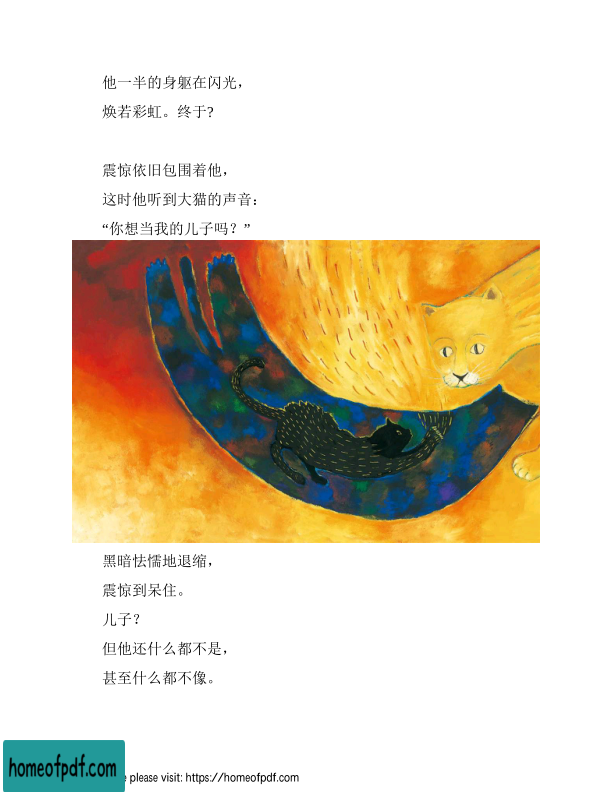 他一半的身躯在闪光，
焕若彩虹。终于?
震惊依旧包围着他，
这时他听到大猫的声音：
“你想当我的儿子吗？”
黑暗怯懦地退缩，
震惊到呆住。
儿子？
但他还什么都不是，
甚至什么都不像。
homeofpdf.com
e please visit: https://homeofpdf.com